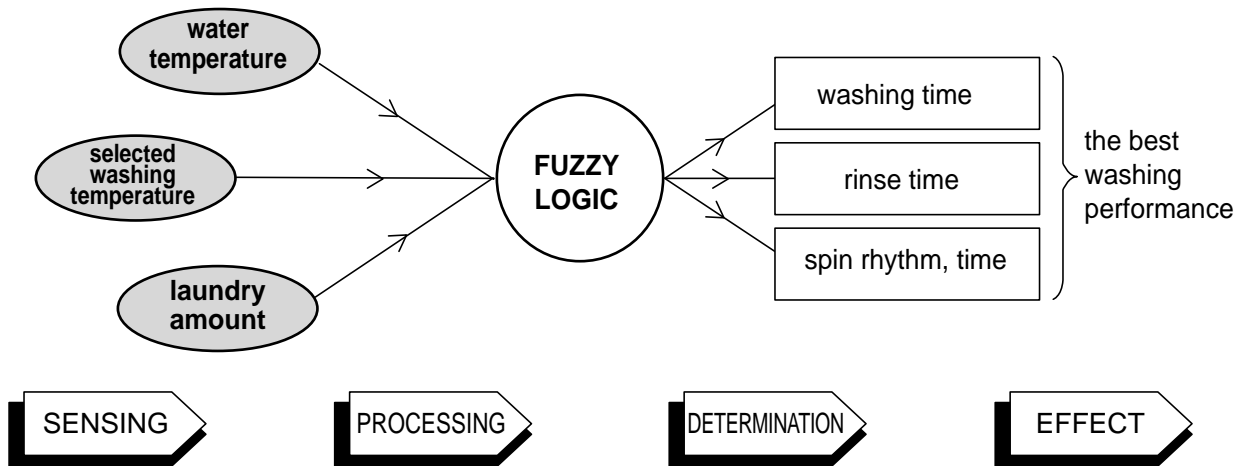 water
temperature
selected
washing
temperature
laundry
amount
FUZZY
LOGIC
washing time
rinse time
spin rhythm, time
the best
washing
performance
SENSING
PROCESSING
DETERMINATION
EFFECT